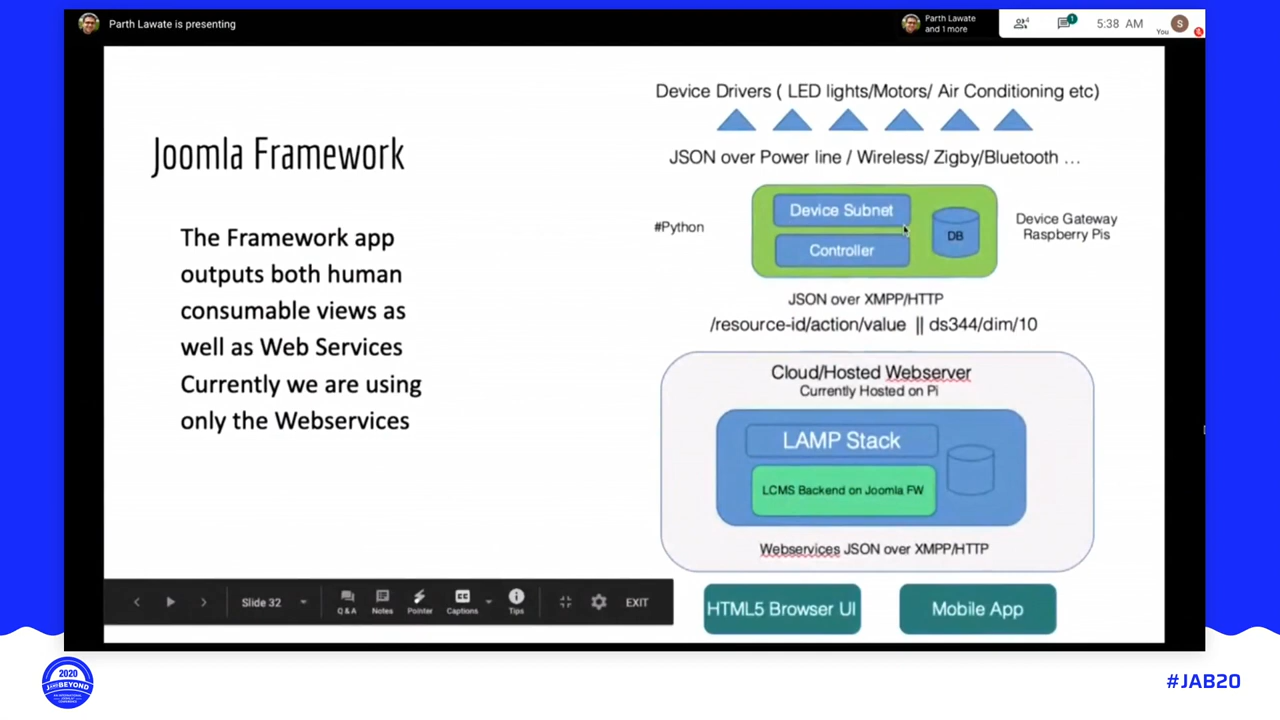 Parth Lawate is presenting
Parth Lawate
and 1 more
4
1
5:38 AM
You
S
Joomla Framework
The Framework app
outputs both human
consumable views as
well as Web Services
Currently we are using
only the Webservices
Device Drivers ( LED lights/Motors/ Air Conditioning etc)
JSON over Power line / Wireless/ Zigby/Bluetooth ...
#Python
Device Subnet
Controller
DB
Device Gateway
Raspberry Pis
JSON over XMPP/HTTP
/resource-id/action/value || ds344/dim/10
Cloud/Hosted Webserver
Currently Hosted on Pi
LAMP Stack
LCMS Backend on Joomla FW
Webservices JSON over XMPP/HTTP
HTML5 Browser UI
Mobile App
Slide 32
Q & A
Notes
Pointer
CC
Captions
Tips
EXIT
2020
BEYOND
#JAB20